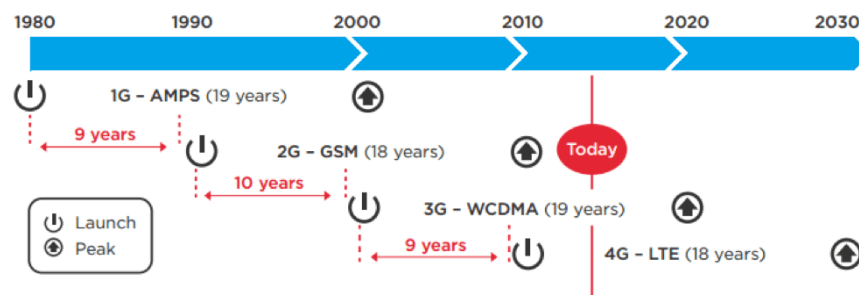 1980 1990 2000 2010 2020 2030
1G – AMPS (19 years)
9 years
2G – GSM (18 years)
Today
10 years
3G – WCDMA (19 years)
Launch
Peak
9 years
4G – LTE (18 years)